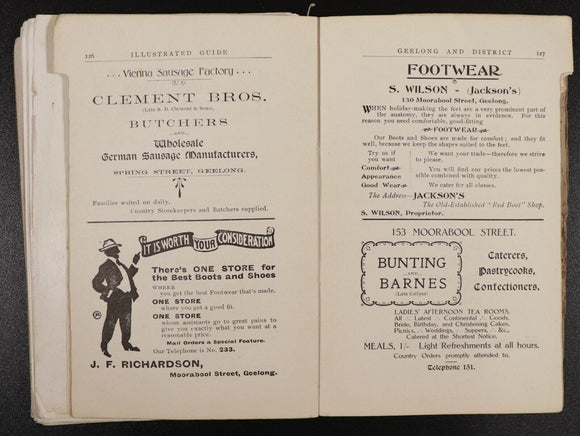 126 ILLUSTRATED GUIDE
... Vienna Sausage Factory ...
CLEMENT BROS.
(Late R. D. Clement & Sons),
BUTCHERS
...AND...
Wholesale
German Sausage Manufacturers,
SPRING STREET, GEELONG.
Families waited on daily.
Country Storekeepers and Butchers supplied.
IT IS WORTH YOUR CONSIDERATION
There's ONE STORE for
the Best Boots and Shoes
WHERE
you get the best Footwear that's made.
ONE STORE
where you get a good fit.
ONE STORE
whose assistants go to great pains to
give you exactly what you want at a
reasonable price.
Mail Orders a Special Feature.
Our Telephone is No. 233.
J. F. RICHARDSON,
Moorabool Street, Geelong.
GEELONG AND DISTRICT 127
FOOTWEAR
S. WILSON - (Jackson's)
130 Moorabool Street, Geelong.
WHEN holiday-making the feet are a very prominent part of
the anatomy, they are always in evidence. For this
reason you need comfortable, good-fitting
FOOTWEAR
Our Boots and Shoes are made for comfort; and they fit
well, because we keep the shapes suited to the feet.
Try us if
you want
Comfort
Appearance
Good Wear
We want your trade—therefore we strive
to please.
You will find our prices the lowest pos-
sible combined with quality.
We cater for all classes.
The Address—JACKSON'S
The Old-Established "Red Boot" Shop.
S. WILSON, Proprietor.
153 MOORABOOL STREET.
BUNTING
AND
BARNES
(Late Collyer)
Caterers,
Pastrycooks,
Confectioners.
LADIES' AFTERNOON TEA ROOMS.
All .. Latest .. Continental .. Goods.
Bride, Birthday, and Christening Cakes.
Picnics, .. Weddings, .. Suppers, .. &c.,
Catered at the Shortest Notice.
MEALS, 1/- Light Refreshments at all hours.
Country Orders promptly attended to.
Telephone 151.